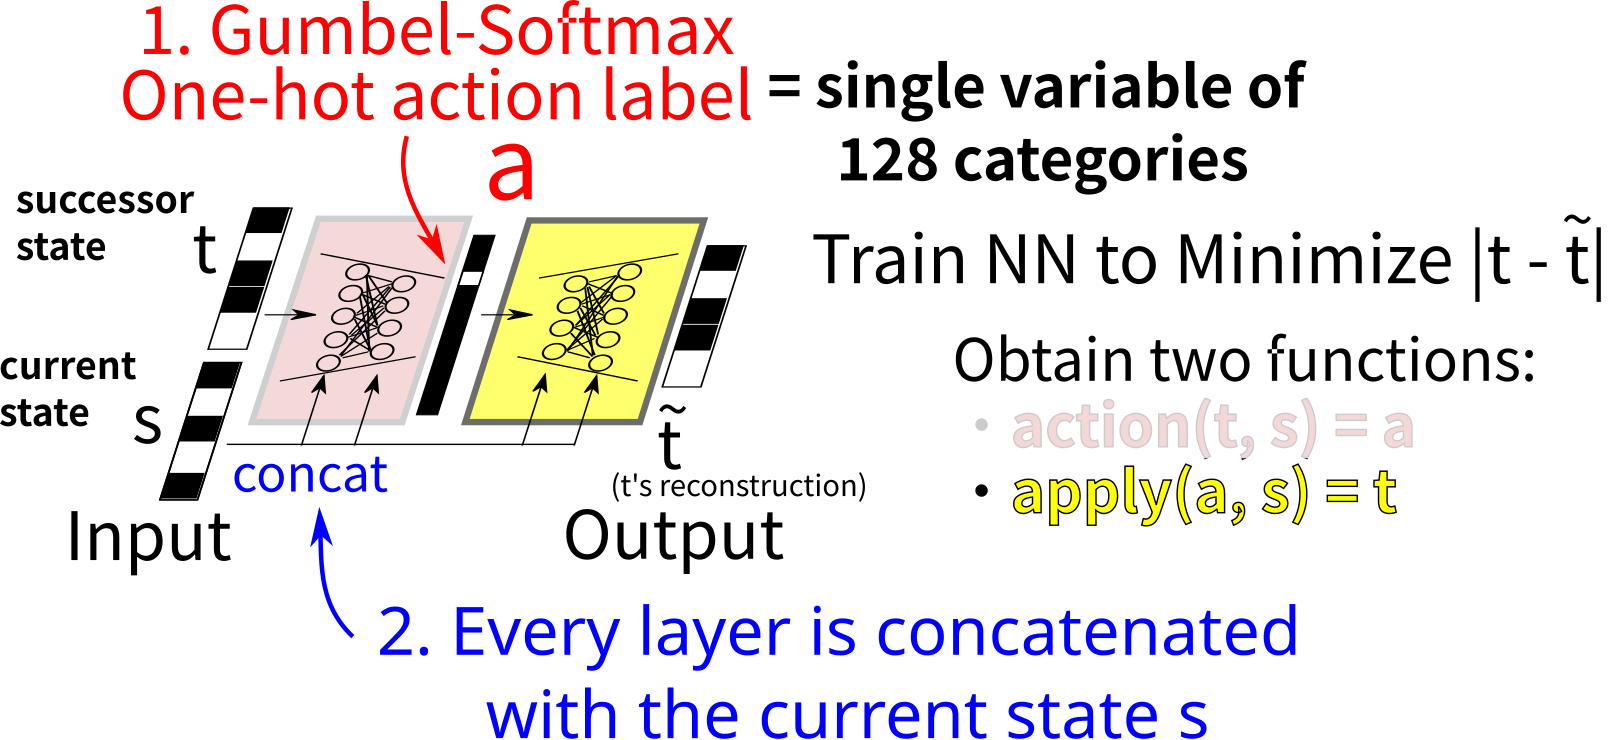 1. Gumbel-Softmax
One-hot action label
= single variable of
128 categories
a
successor
state
t
current
state
s
concat
Input
t̃
(t's reconstruction)
Output
Train NN to Minimize |t - t̃|
Obtain two functions:
• action(t, s) = a
• apply(a, s) = t
2. Every layer is concatenated
with the current state s